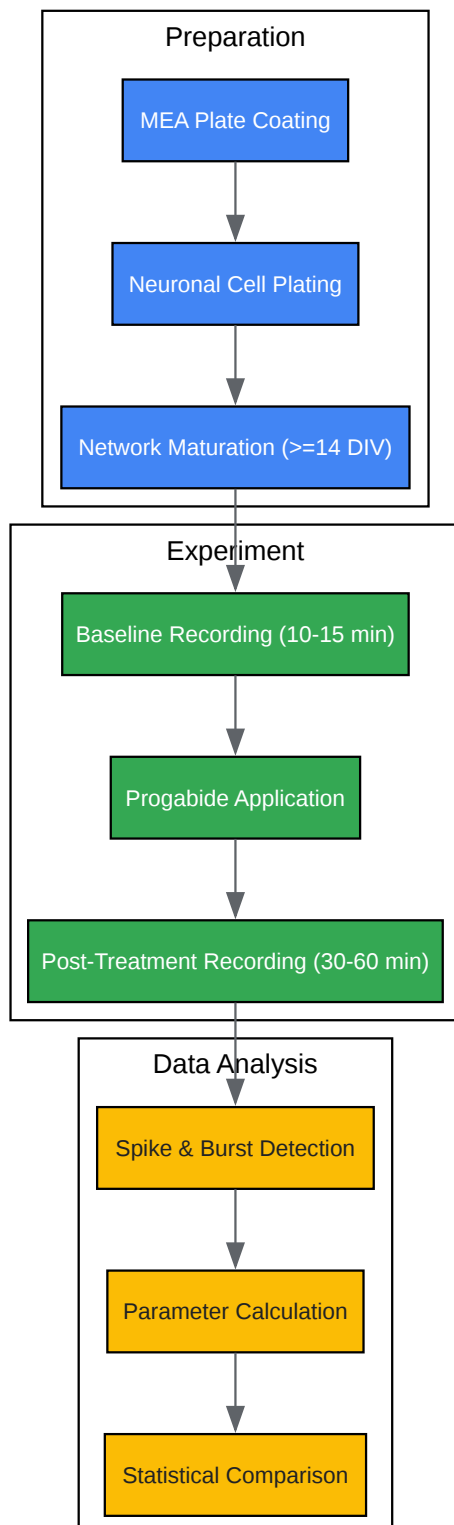 Preparation
MEA Plate Coating
Neuronal Cell Plating
Network Maturation (>=14 DIV)
Experiment
Baseline Recording (10-15 min)
Progabide Application
Post-Treatment Recording (30-60 min)
Data Analysis
Spike & Burst Detection
Parameter Calculation
Statistical Comparison